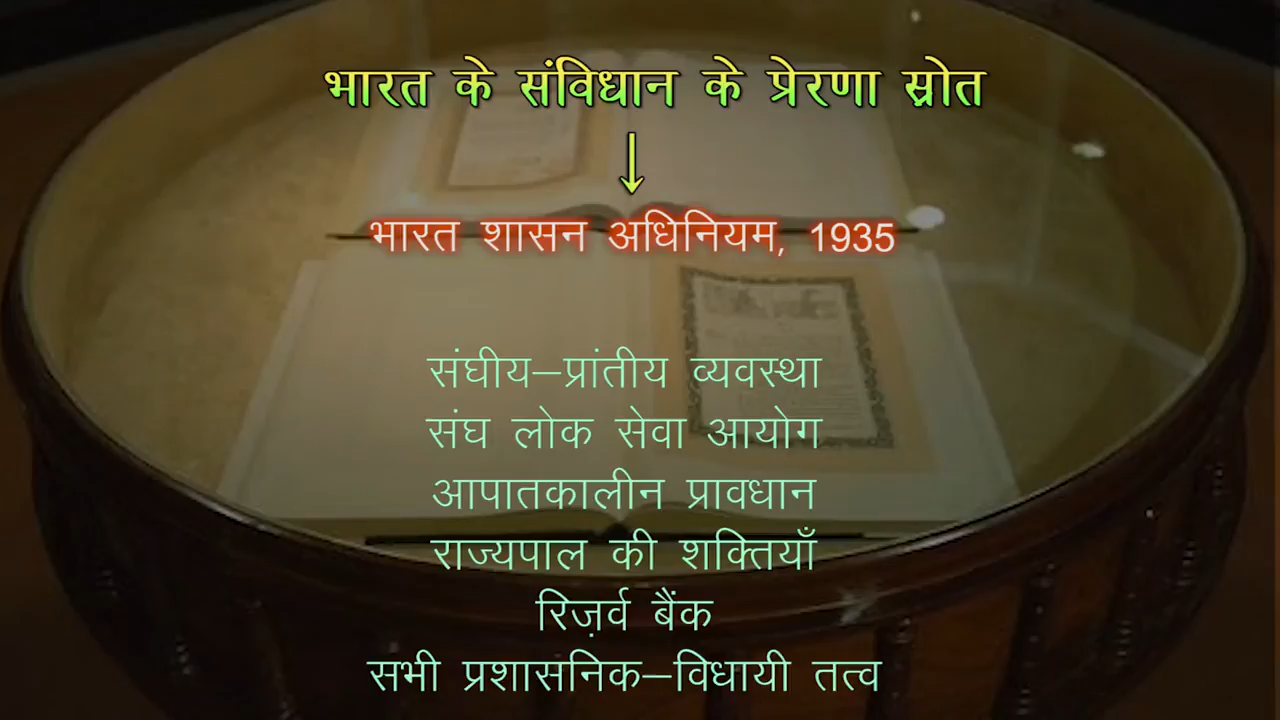 भारत के संविधान के प्रेरणा स्रोत
↓
भारत शासन अधिनियम, 1935
संघीय–प्रांतीय व्यवस्था
संघ लोक सेवा आयोग
आपातकालीन प्रावधान
राज्यपाल की शक्तियाँ
रिज़र्व बैंक
सभी प्रशासनिक–विधायी तत्व